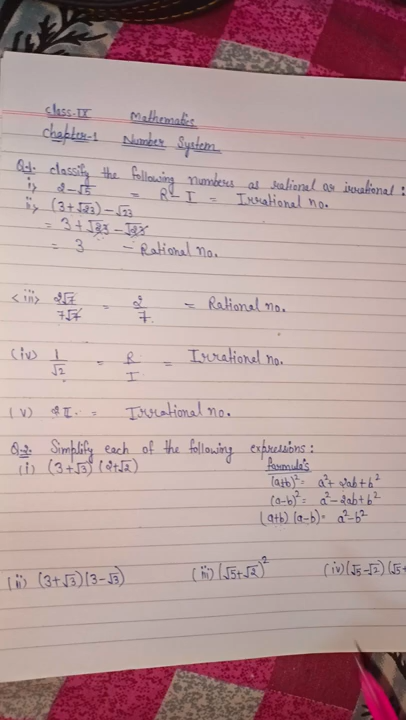 Class-IX Mathematics
Chapter-1 Number System
Q.1. Classify the following numbers as rational or irrational:
i) 2-√5 = R-I = Irrational no.
ii) (3+√23)-√23
= 3+√23-√23
= 3 - Rational no.
(iii) 2√7/7√7 = 2/7 = Rational no.
(iv) 1/√2 = R/I = Irrational no.
(v) = Irrational no.
Q.2. Simplify each of the following expressions:
(i) (3+√3)(2+√2) formula's
(a+b)² = a²+2ab+b²
(a-b)² = a²-2ab+b²
(a+b)(a-b) = a²-b²
(ii) (3+√3)(3-√3) (iii) (√5+√2)² (iv) (√5-√2)(√5+